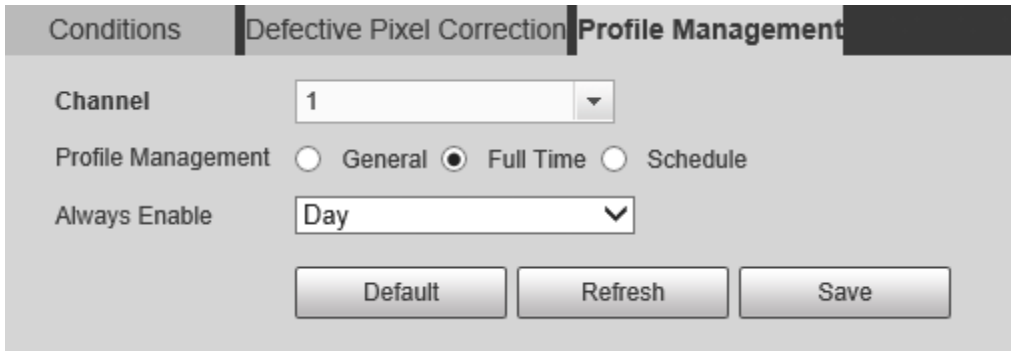 Conditions Defective Pixel Correction Profile Management
Channel 1
Profile Management General Full Time Schedule
Always Enable Day
Default Refresh Save